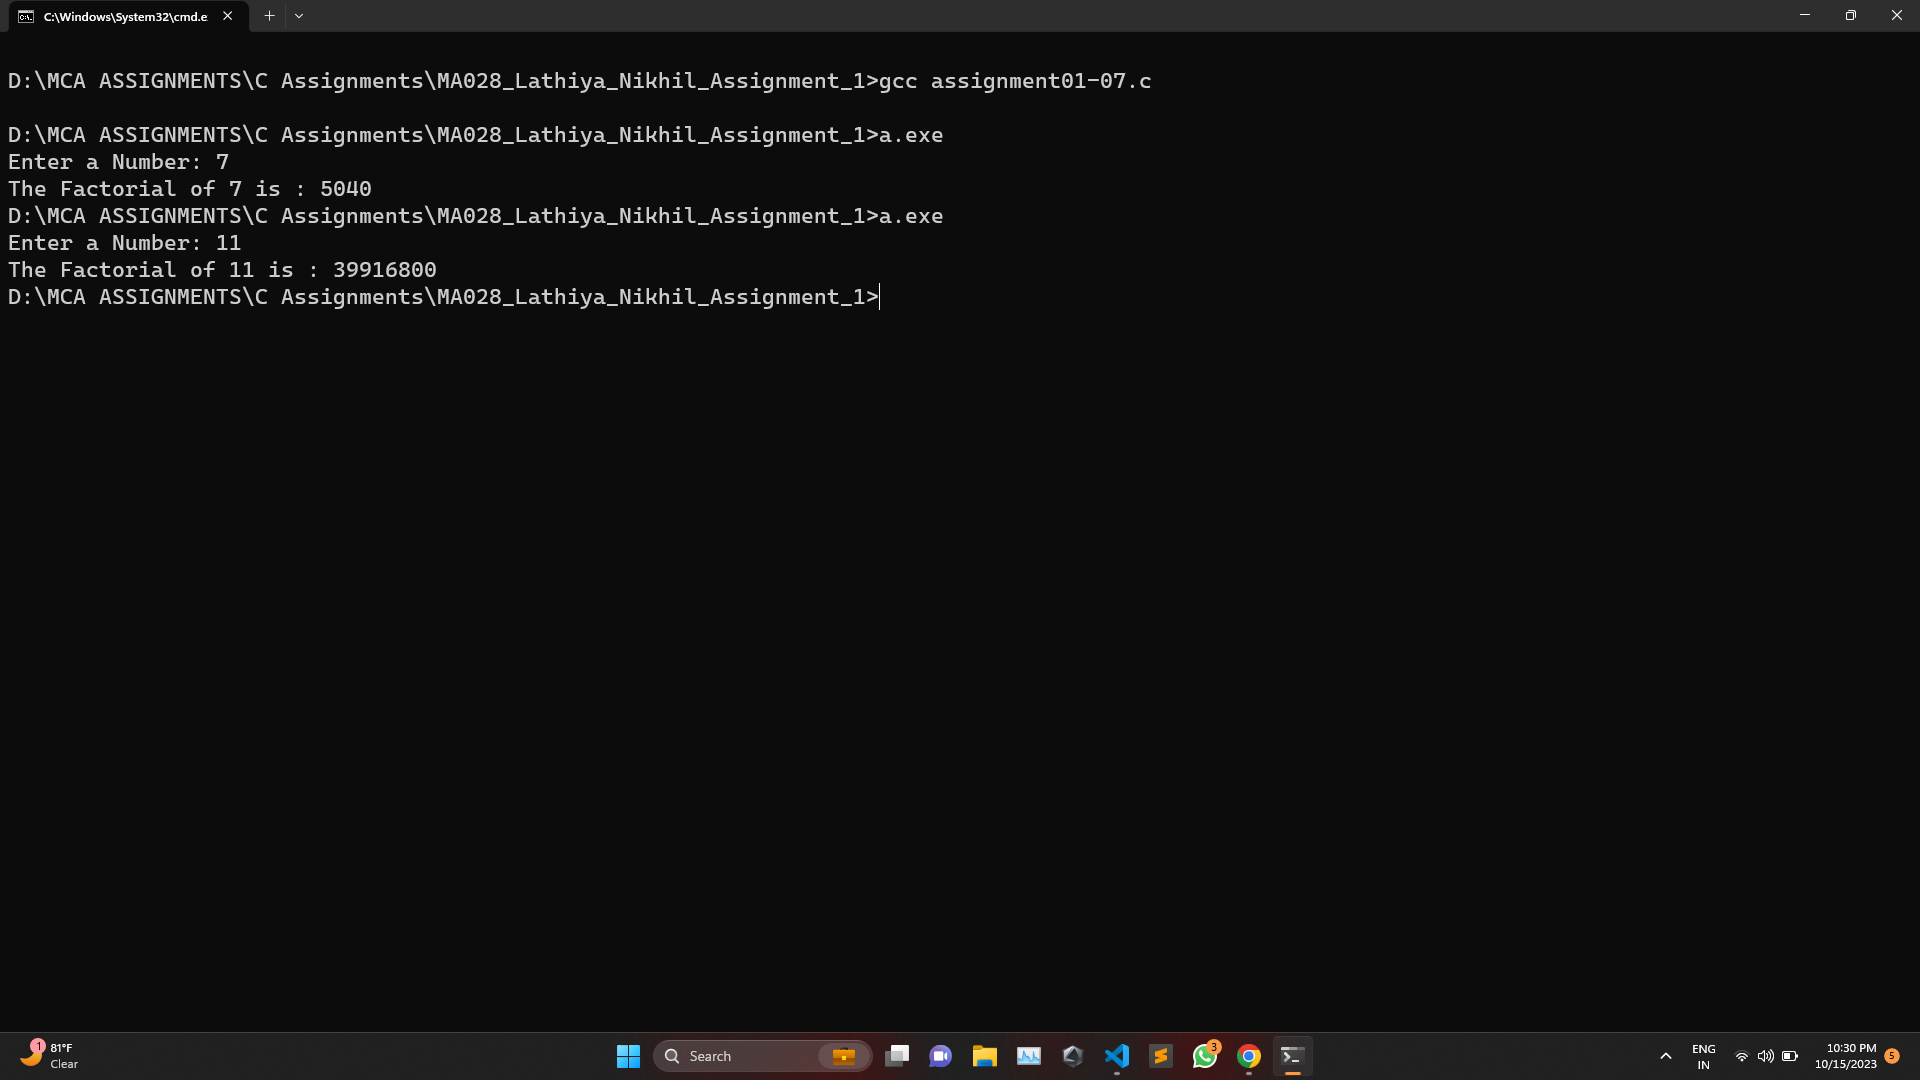 C:\Windows\System32\cmd.e
D:\MCA ASSIGNMENTS\C Assignments\MA028_Lathiya_Nikhil_Assignment_1>gcc assignment01-07.c
D:\MCA ASSIGNMENTS\C Assignments\MA028_Lathiya_Nikhil_Assignment_1>a.exe
Enter a Number: 7
The Factorial of 7 is : 5040
D:\MCA ASSIGNMENTS\C Assignments\MA028_Lathiya_Nikhil_Assignment_1>a.exe
Enter a Number: 11
The Factorial of 11 is : 39916800
D:\MCA ASSIGNMENTS\C Assignments\MA028_Lathiya_Nikhil_Assignment_1>
1
81°F
Clear
Search
3
ENG
IN
10:30 PM
10/15/2023
5